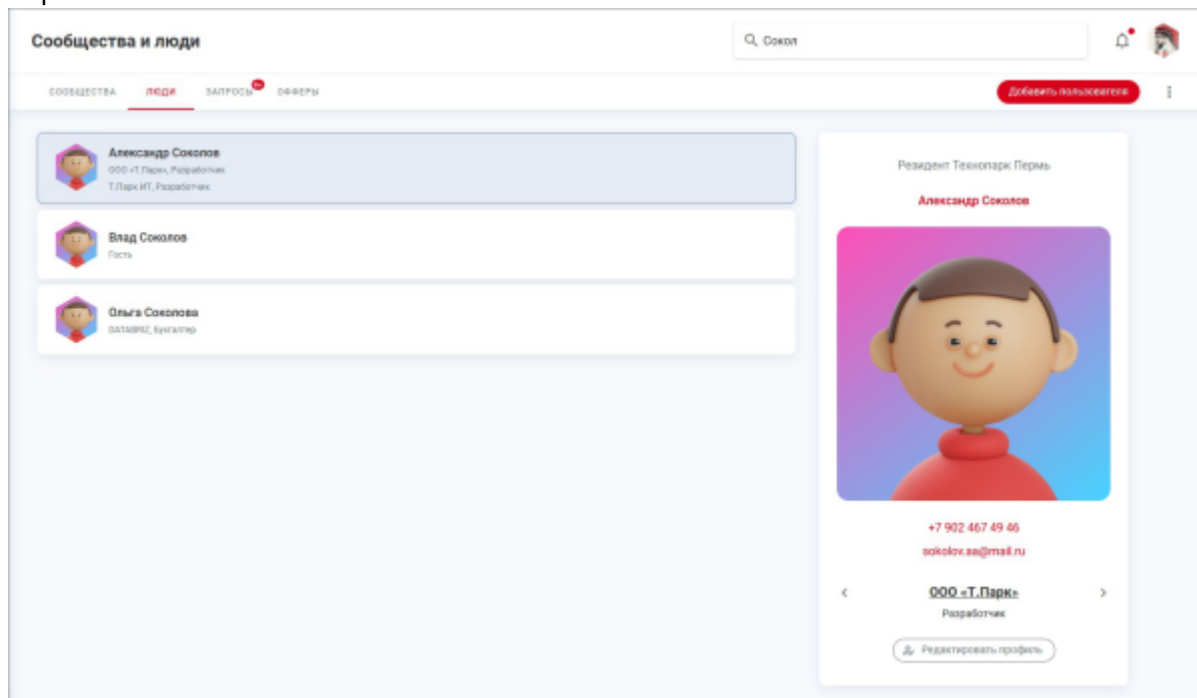 Сообщества и люди
Сокол
СООБЩЕСТВА ЛЮДИ ЗАПРОСЫ 9+ ОФФЕРЫ
Добавить пользователя
Александр Соколов
ООО «Т.Парк», Разработчик
Т.Парк ИТ, Разработчик
Влад Соколов
Гость
Ольга Соколова
DATABRIZ, Бухгалтер
Резидент Технопарк Пермь
Александр Соколов
+7 902 467 49 46
sokolov.aa@mail.ru
ООО «Т.Парк»
Разработчик
Редактировать профиль